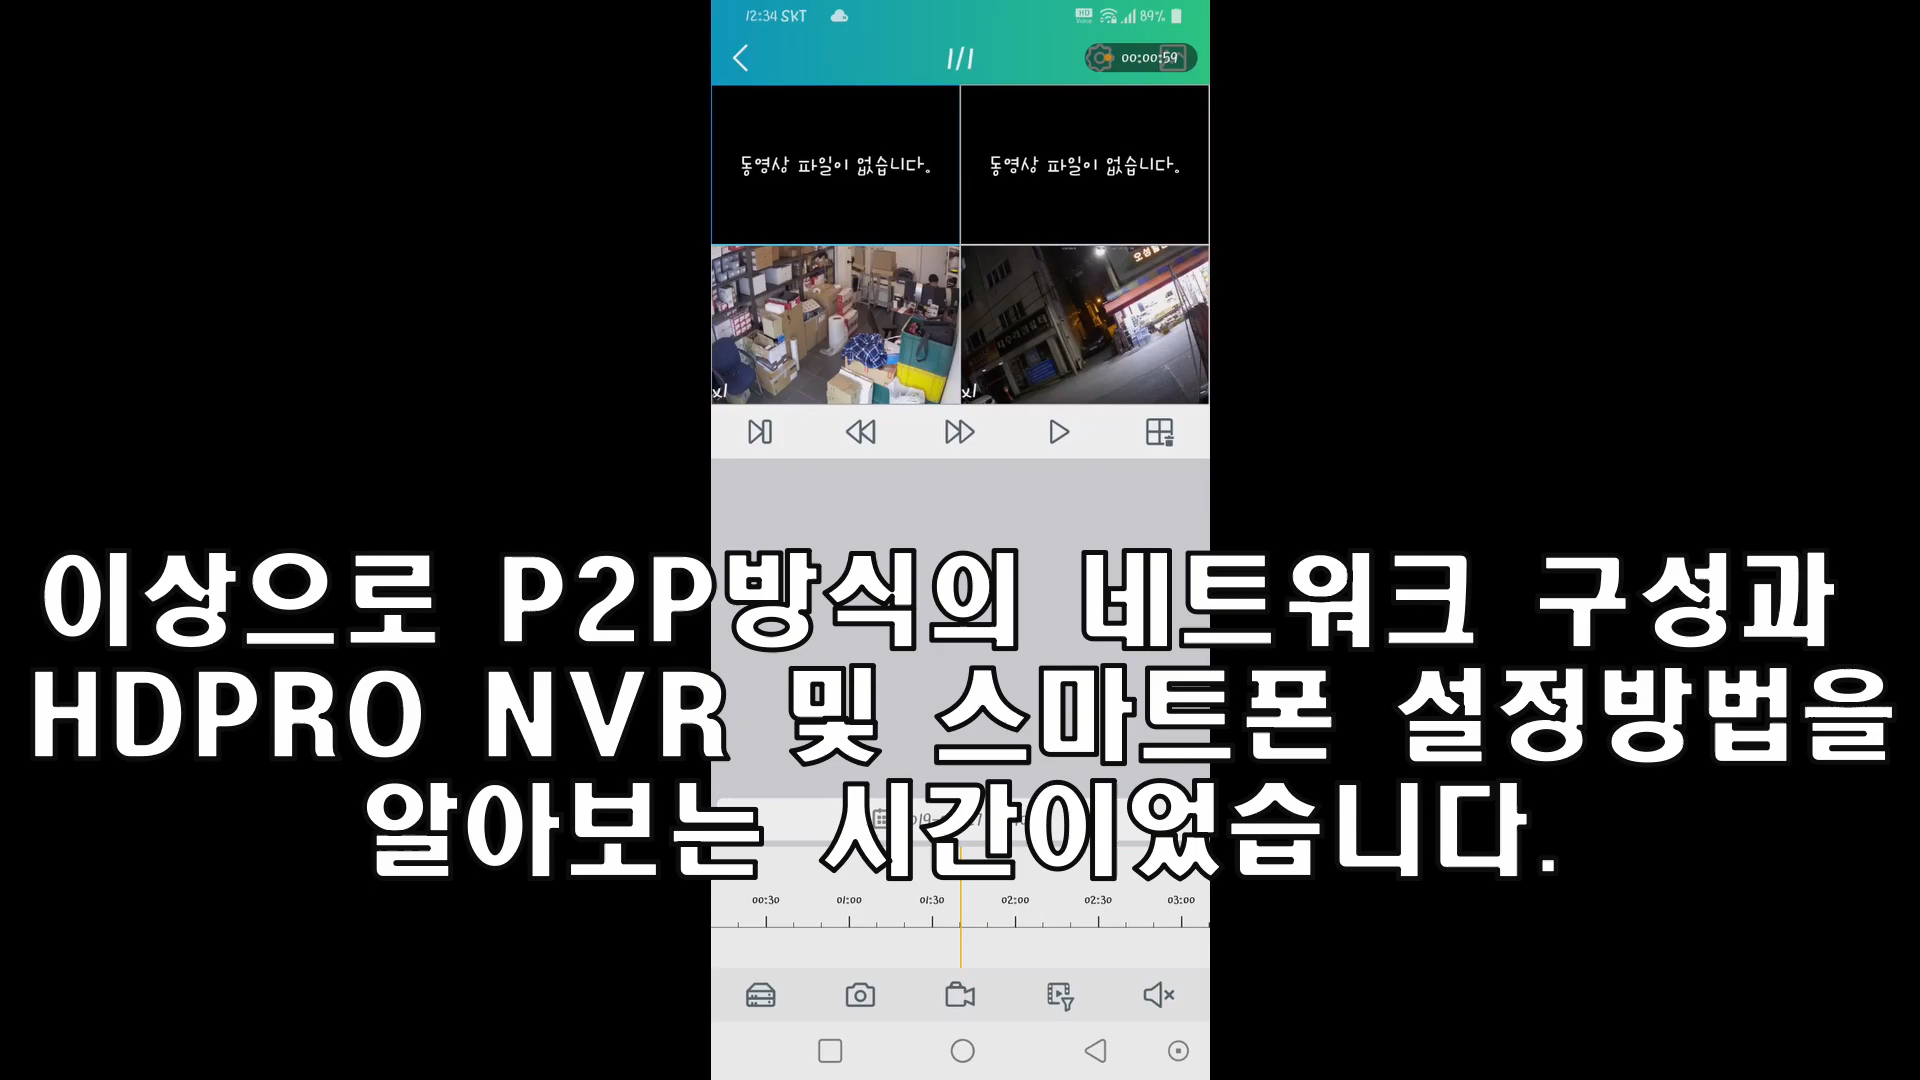 12:34 SKT
HD Voice
89%
1/1
00:00:59
동영상 파일이 없습니다.
동영상 파일이 없습니다.
x1
x1
이상으로 P2P방식의 네트워크 구성과
HDPRO NVR 및 스마트폰 설정방법을
알아보는 시간이었습니다.
00:30
01:00
01:30
02:00
02:30
03:00